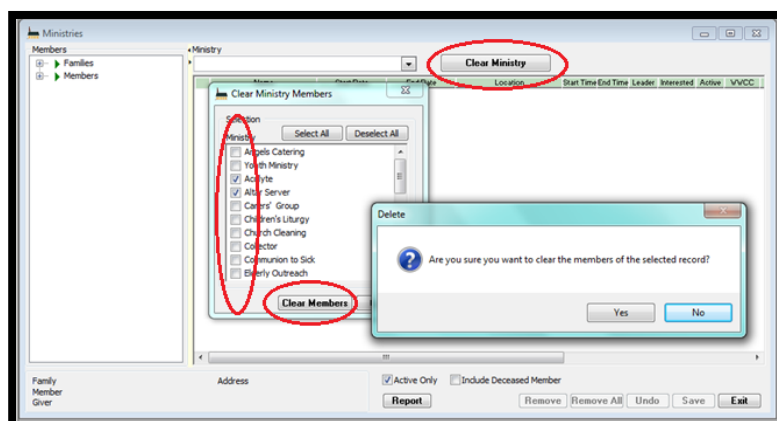 Ministries
Members
Families
Members
Ministry
Clear Ministry
Name Start Date End Date Location Start Time End Time Leader Interested Active VVCC
Clear Ministry Members
Selection
Ministry
Select All Deselect All
Angels Catering
Youth Ministry
Acolyte
Altar Server
Carers' Group
Children's Liturgy
Church Cleaning
Collector
Communion to Sick
Elderly Outreach
Clear Members
Delete
Are you sure you want to clear the members of the selected record?
Yes No
Family
Member
Giver
Address
Active Only Include Deceased Member
Report Remove Remove All Undo Save Exit